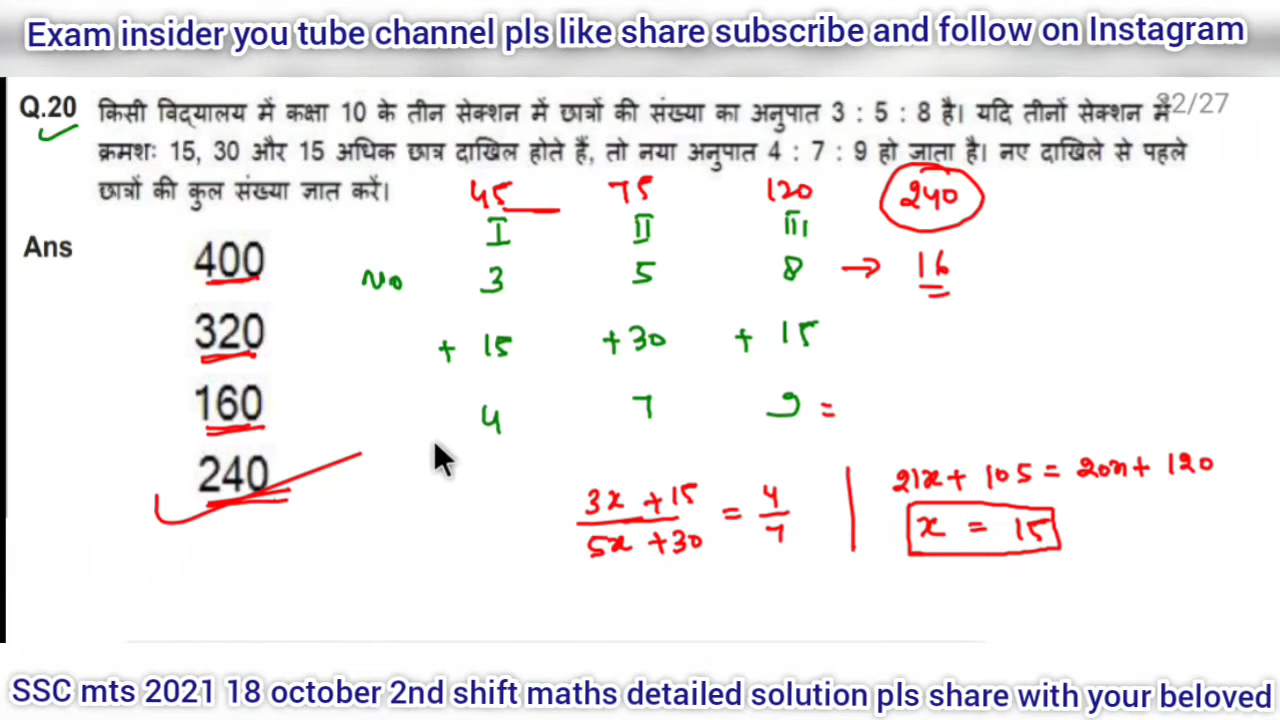 Exam insider you tube channel pls like share subscribe and follow on Instagram
22/27
Q.20 किसी विद्यालय में कक्षा 10 के तीन सेक्शन में छात्रों की संख्या का अनुपात 3 : 5 : 8 है। यदि तीनों सेक्शन में
क्रमशः 15, 30 और 15 अधिक छात्र दाखिल होते हैं, तो नया अनुपात 4 : 7 : 9 हो जाता है। नए दाखिले से पहले
छात्रों की कुल संख्या ज्ञात करें।
45 75 120 240
I II III
Ans
400
No 3 5 8 → 16
320
+ 15 + 30 + 15
160
4 7 9 =
240
3x + 15 / 5x + 30 = 4 / 7
21x + 105 = 20x + 120
x = 15
SSC mts 2021 18 october 2nd shift maths detailed solution pls share with your beloved